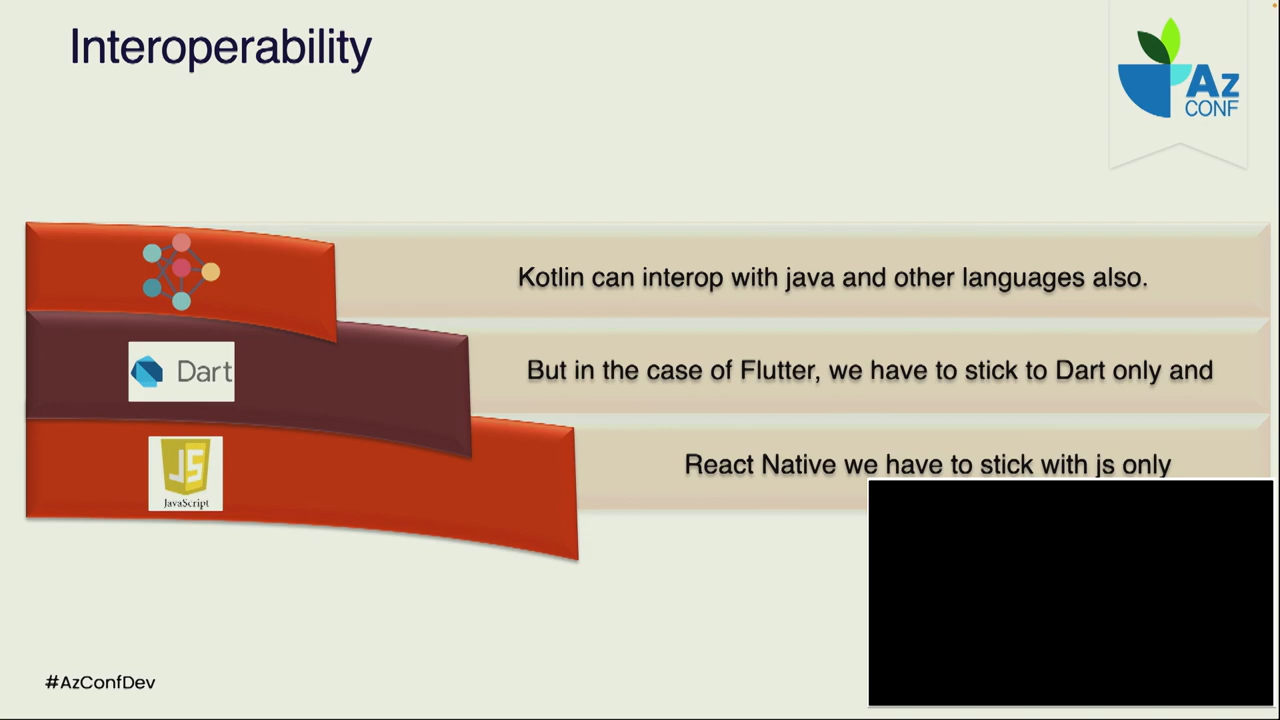 Interoperability
Az
CONF
Kotlin can interop with java and other languages also.
Dart
But in the case of Flutter, we have to stick to Dart only and
JS
JavaScript
React Native we have to stick with js only
#AzConfDev